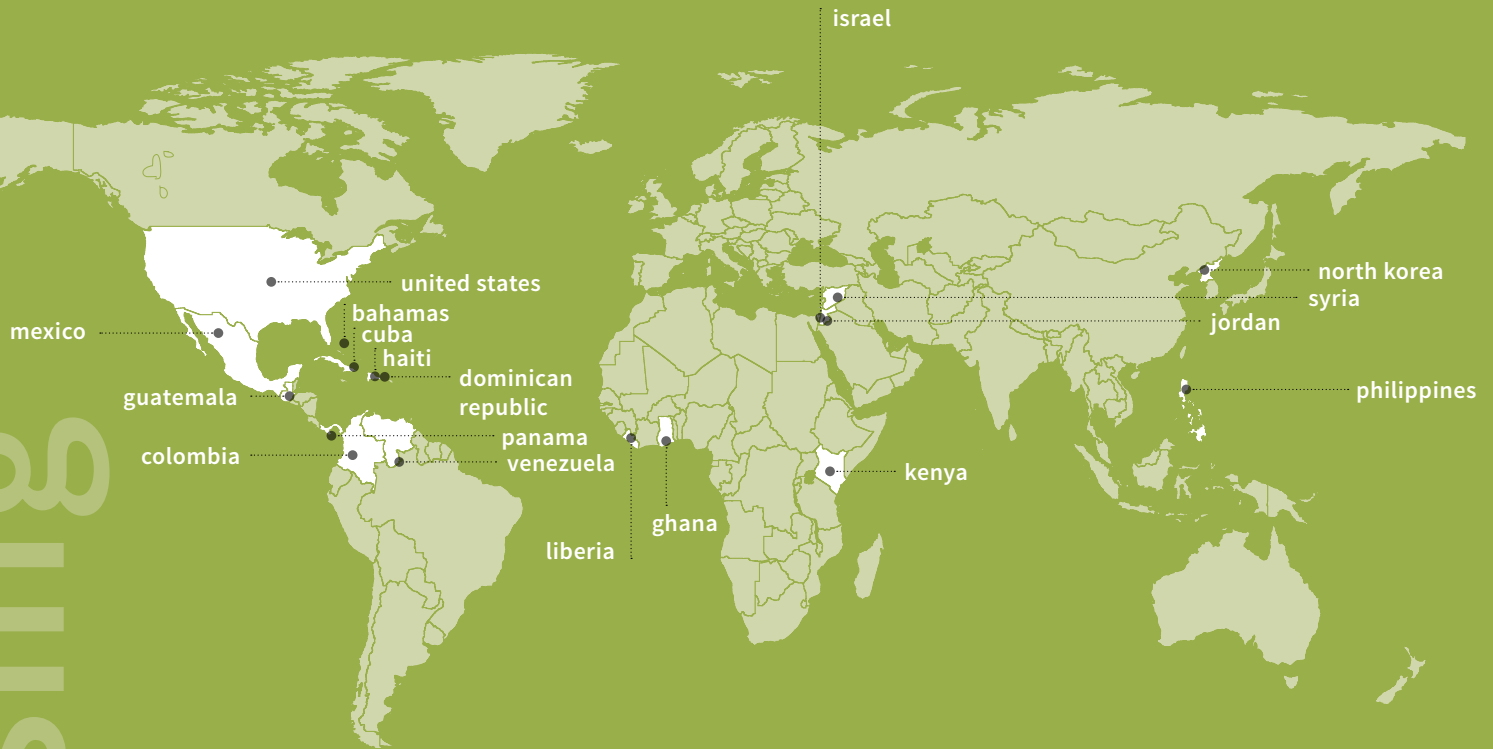 israel
united states
north korea
syria
bahamas
mexico
cuba
jordan
haiti
dominican
republic
guatemala
philippines
panama
colombia
venezuela
kenya
ghana
liberia